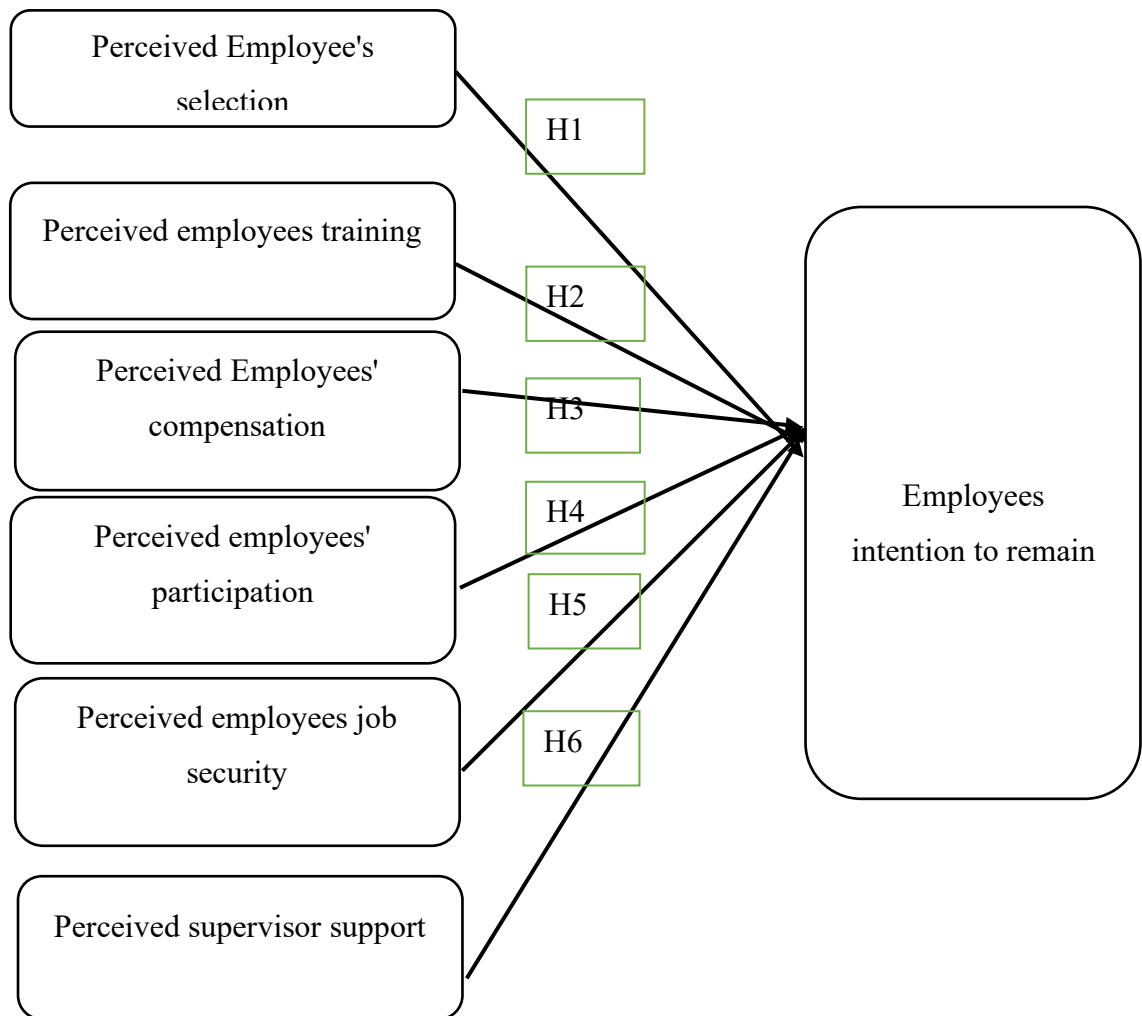 Perceived Employee's
selection
H1
Perceived employees training
H2
Perceived Employees'
compensation
H3
Perceived employees'
participation
H4
Perceived employees job
security
H5
Perceived supervisor support
H6
Employees
intention to remain